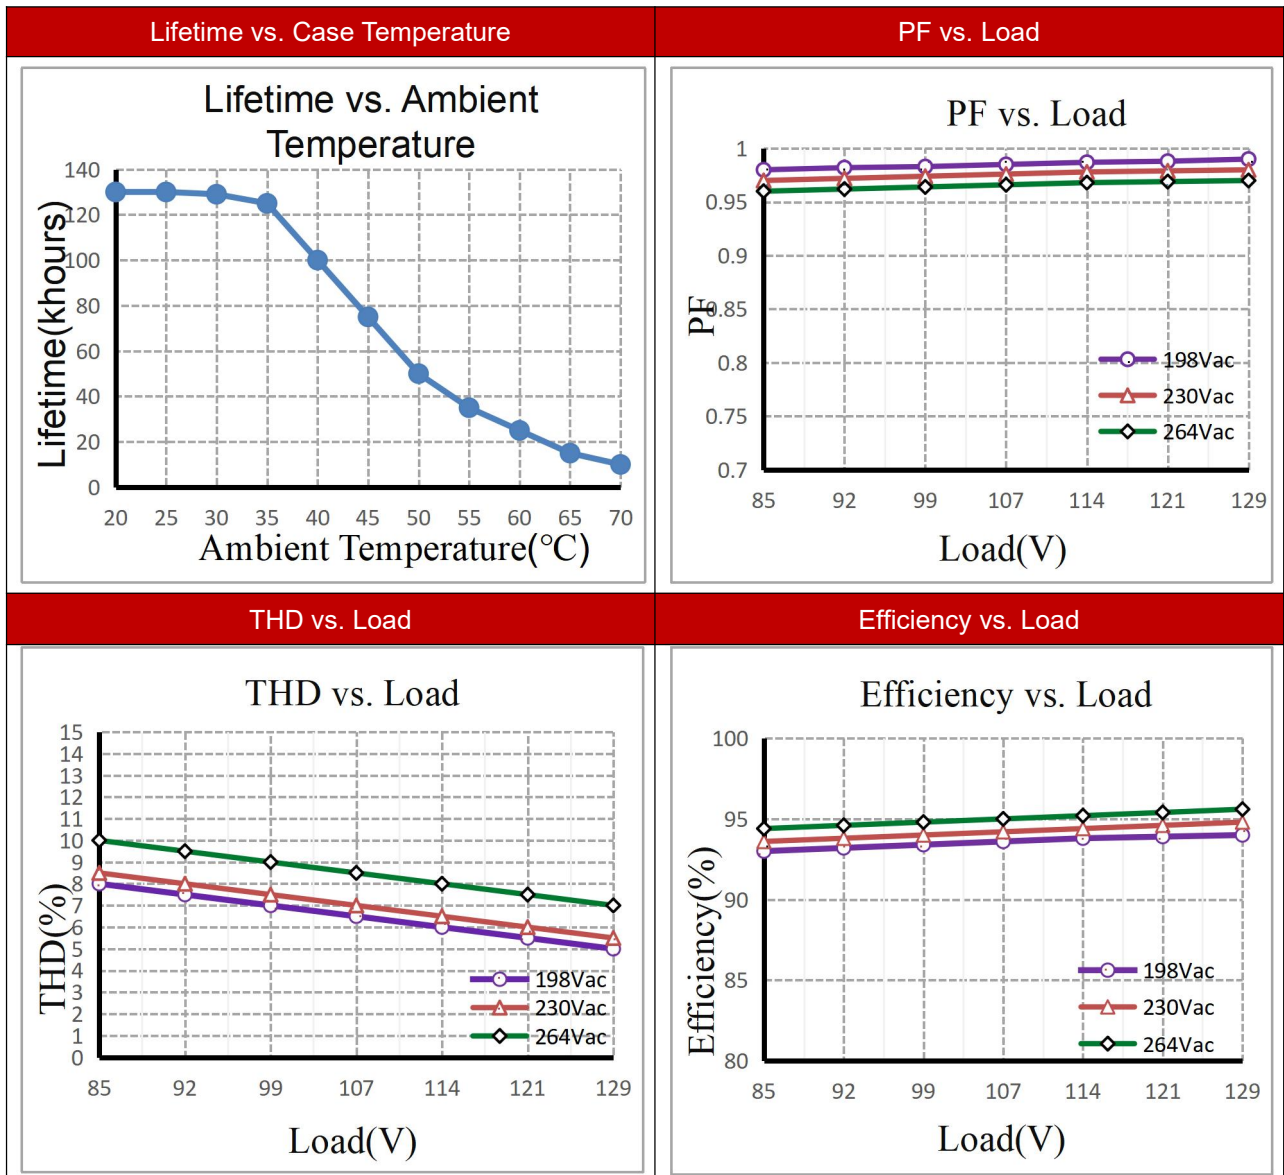 Lifetime vs. Case Temperature
PF vs. Load
Lifetime vs. Ambient
Temperature
Lifetime(khours)
140
120
100
80
60
40
20
0
20 25 30 35 40 45 50 55 60 65 70
Ambient Temperature(°C)
PF vs. Load
PF
1
0.95
0.9
0.85
0.8
0.75
0.7
198Vac
230Vac
264Vac
85 92 99 107 114 121 129
Load(V)
THD vs. Load
Efficiency vs. Load
THD vs. Load
THD(%)
15
14
13
12
11
10
9
8
7
6
5
4
3
2
1
0
198Vac
230Vac
264Vac
85 92 99 107 114 121 129
Load(V)
Efficiency vs. Load
Efficiency(%)
100
95
90
85
80
198Vac
230Vac
264Vac
85 92 99 107 114 121 129
Load(V)